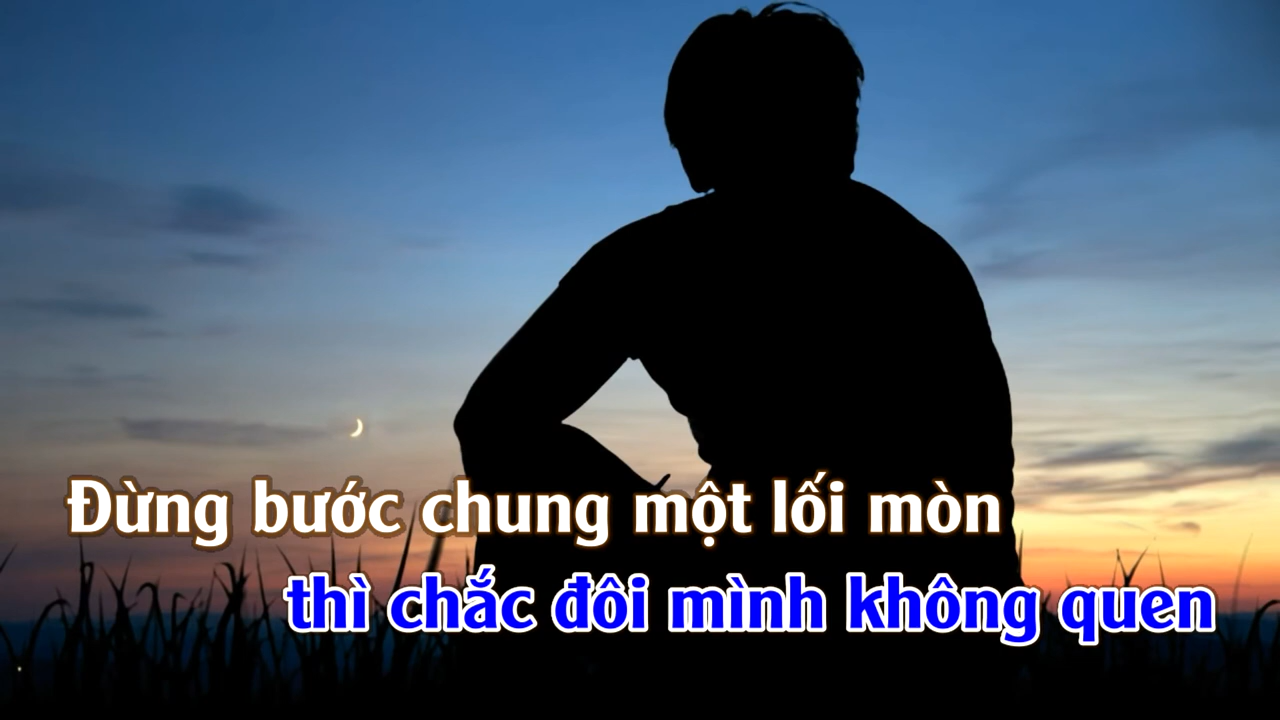 Đừng bước chung một lối mòn
thì chắc đôi mình không quen